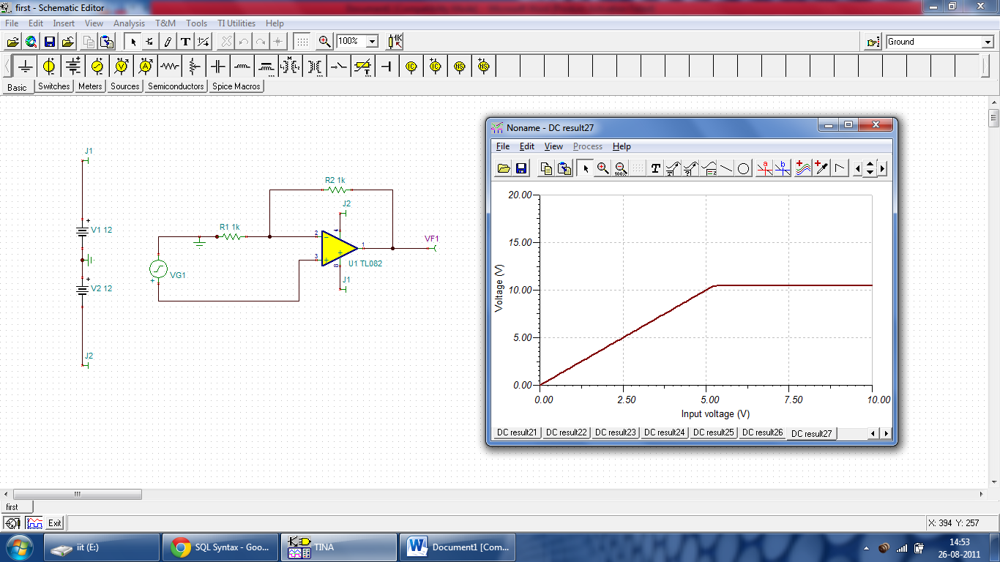 first - Schematic Editor
File Edit Insert View Analysis T&M Tools TI Utilities Help
100% 1K Ground
Basic Switches Meters Sources Semiconductors Spice Macros
J1
V1 12
V2 12
J2
VG1
R1 1k
R2 1k
J2
4
2
3
1
8
U1 TL082
J1
VF1
Noname - DC result27
File Edit View Process Help
20.00
15.00
10.00
5.00
0.00
Voltage (V)
0.00 2.50 5.00 7.50 10.00
Input voltage (V)
DC result21 DC result22 DC result23 DC result24 DC result25 DC result26 DC result27
first
Exit
X: 394 Y: 257
iit (E:) SQL Syntax - Goo... TINA Document1 [Com...
14:53
26-08-2011